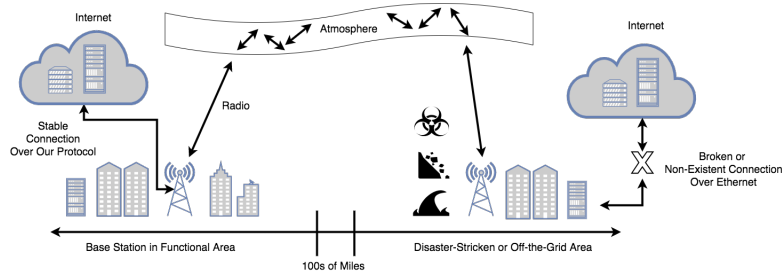 Internet
Atmosphere
Internet
Radio
Stable
Connection
Over Our Protocol
Broken or
Non-Existent Connection
Over Ethernet
X
Base Station in Functional Area
Disaster-Stricken or Off-the-Grid Area
100s of Miles